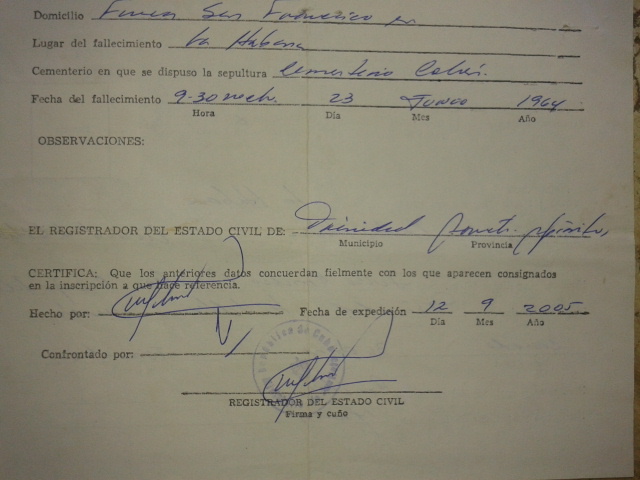 Domicilio Finca San Francisco
Lugar del fallecimiento La Habana
Cementerio en que se dispuso la sepultura Cementerio Colón.
Fecha del fallecimiento 9-30 noch. 23 Junio 1964
Hora Día Mes Año
OBSERVACIONES:
EL REGISTRADOR DEL ESTADO CIVIL DE: Trinidad Sancti-Spíritus
Municipio Provincia
CERTIFICA: Que los anteriores datos concuerdan fielmente con los que aparecen consignados
en la inscripción a que hace referencia.
Hecho por: Fecha de expedición 12 9 2005
Día Mes Año
Confrontado por:
REGISTRADOR DEL ESTADO CIVIL
Firma y cuño